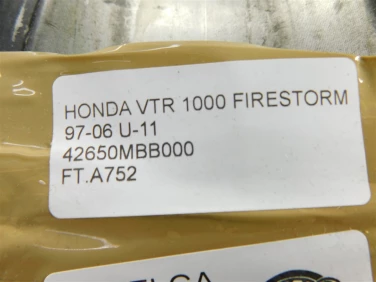 HONDA VTR 1000 FIRESTORM
97-06 U-11
42650MBB000
FT.A752